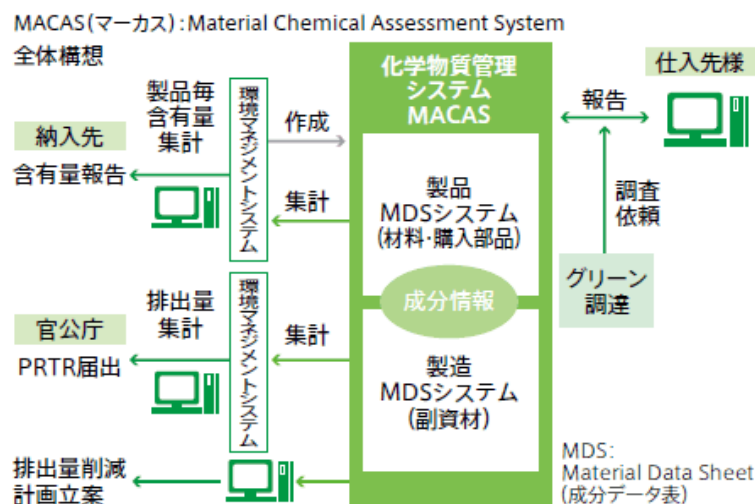 MACAS(マーカス):Material Chemical Assessment System
全体構想
納入先
含有量報告
製品毎
含有量
集計
環境マネジメントシステム
作成
集計
化学物質管理
システム
MACAS
製品
MDSシステム
(材料・購入部品)
成分情報
製造
MDSシステム
(副資材)
仕入先様
報告
調査
依頼
グリーン
調達
官公庁
PRTR届出
排出量
集計
環境マネジメントシステム
集計
排出量削減
計画立案
MDS:
Material Data Sheet
(成分データ表)